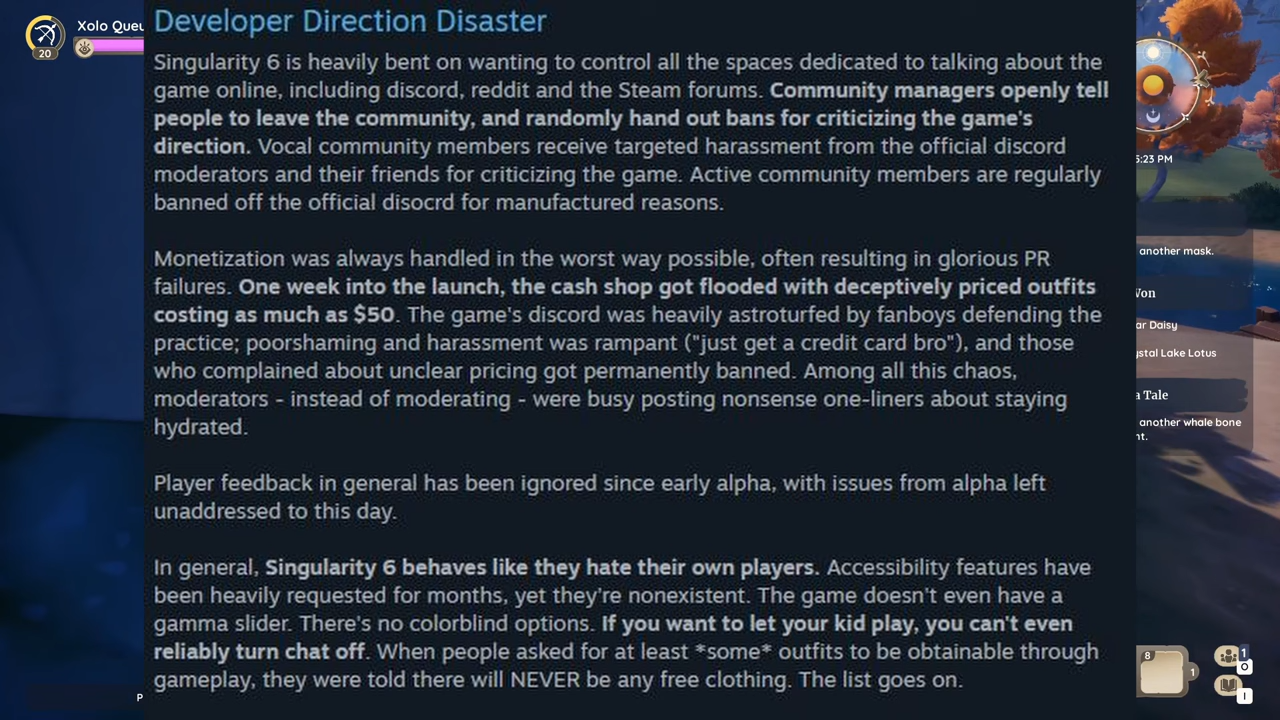 Developer Direction Disaster
Xolo Queu
20
Singularity 6 is heavily bent on wanting to control all the spaces dedicated to talking about the
game online, including discord, reddit and the Steam forums. Community managers openly tell
people to leave the community, and randomly hand out bans for criticizing the game's
direction. Vocal community members receive targeted harassment from the official discord
moderators and their friends for criticizing the game. Active community members are regularly
banned off the official disocrd for manufactured reasons.
Monetization was always handled in the worst way possible, often resulting in glorious PR
failures. One week into the launch, the cash shop got flooded with deceptively priced outfits
costing as much as $50. The game's discord was heavily astroturfed by fanboys defending the
practice; poorshaming and harassment was rampant ("just get a credit card bro"), and those
who complained about unclear pricing got permanently banned. Among all this chaos,
moderators - instead of moderating - were busy posting nonsense one-liners about staying
hydrated.
Player feedback in general has been ignored since early alpha, with issues from alpha left
unaddressed to this day.
In general, Singularity 6 behaves like they hate their own players. Accessibility features have
been heavily requested for months, yet they're nonexistent. The game doesn't even have a
gamma slider. There's no colorblind options. If you want to let your kid play, you can't even
reliably turn chat off. When people asked for at least *some* outfits to be obtainable through
gameplay, they were told there will NEVER be any free clothing. The list goes on.
5:23 PM
another mask.
Won
ar Daisy
ystal Lake Lotus
a Tale
another whale bone
nt.
8
1
1
O
I
P